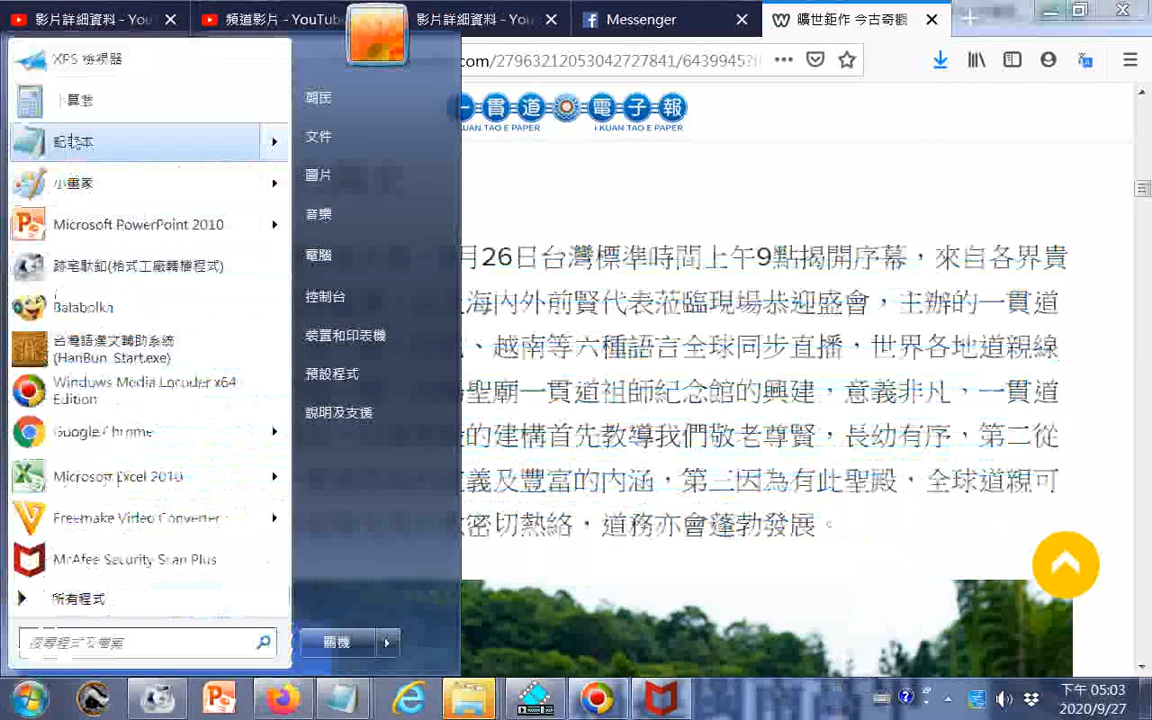 影片詳細資料 - You
頻道影片 - YouTub
影片詳細資料 - You
Messenger
曠世鉅作 今古奇觀
com/27963212053042727841/6439945?
XPS 檢視器
小算盤
記事本
小畫家
Microsoft PowerPoint 2010
(格式工廠轉檔程式)
Balabolka
台灣語漢文輔助系統
(HanBun_Start.exe)
Windows Media Encoder x64
Edition
Google Chrome
Microsoft Excel 2010
Freemake Video Converter
McAfee Security Scan Plus
所有程式
搜尋程式及檔案
朝民
文件
圖片
音樂
電腦
控制台
裝置和印表機
預設程式
說明及支援
關機
一貫道電子報
I KUAN TAO E PAPER I KUAN TAO E PAPER
月26日台灣標準時間上午9點揭開序幕，來自各界貴
海內外前賢代表蒞臨現場恭迎盛會，主辦的一貫道
、越南等六種語言全球同步直播，世界各地道親線
聖廟一貫道祖師紀念館的興建，意義非凡，一貫道
的建構首先教導我們敬老尊賢，長幼有序，第二從
義及豐富的內涵，第三因為有此聖殿，全球道親可
密切熱絡，道務亦會蓬勃發展。
下午 05:03
2020/9/27